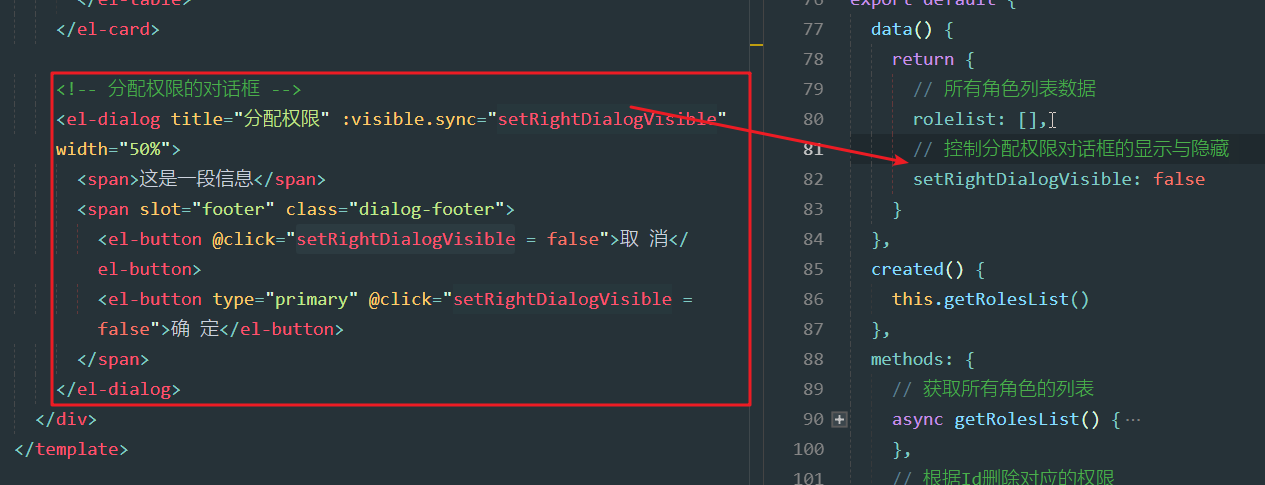 </el-table>
</el-card>
<!-- 分配权限的对话框 -->
<el-dialog title="分配权限" :visible.sync="setRightDialogVisible"
width="50%">
<span>这是一段信息</span>
<span slot="footer" class="dialog-footer">
<el-button @click="setRightDialogVisible = false">取 消</
el-button>
<el-button type="primary" @click="setRightDialogVisible =
false">确 定</el-button>
</span>
</el-dialog>
</div>
</template>
76 export default {
77 data() {
78 return {
79 // 所有角色列表数据
80 rolelist: [],
81 // 控制分配权限对话框的显示与隐藏
82 setRightDialogVisible: false
83 }
84 },
85 created() {
86 this.getRolesList()
87 },
88 methods: {
89 // 获取所有角色的列表
90 async getRolesList() {···
100 },
101 // 根据Id删除对应的权限